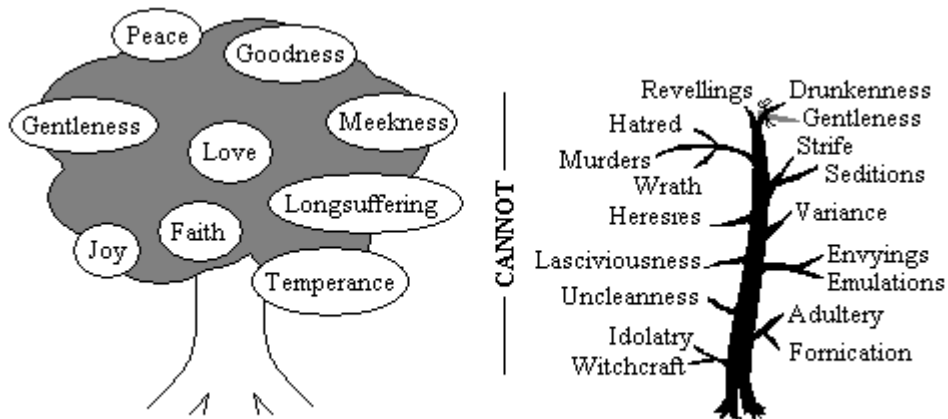 Peace
Goodness
Gentleness
Meekness
Love
Longsuffering
Faith
Joy
Temperance
CANNOT
Revellings
Drunkenness
Gentleness
Hatred
Strife
Murders
Seditions
Wrath
Heresres
Variance
Lasciviousness
Envyings
Emulations
Uncleanness
Adultery
Idolatry
Fornication
Witchcraft